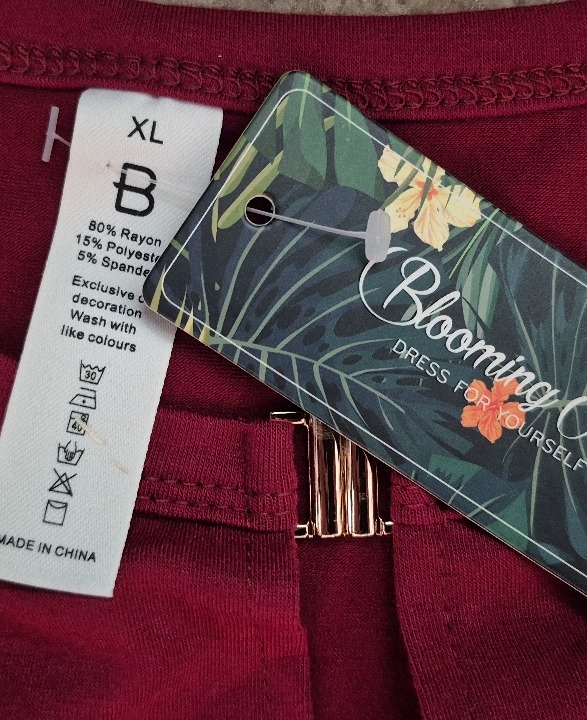 XL
B
80% Rayon
15% Polyeste
5% Spande
Exclusive
decoration
Wash with
like colours
30
40
MADE IN CHINA
Blooming
DRESS FOR YOURSELF